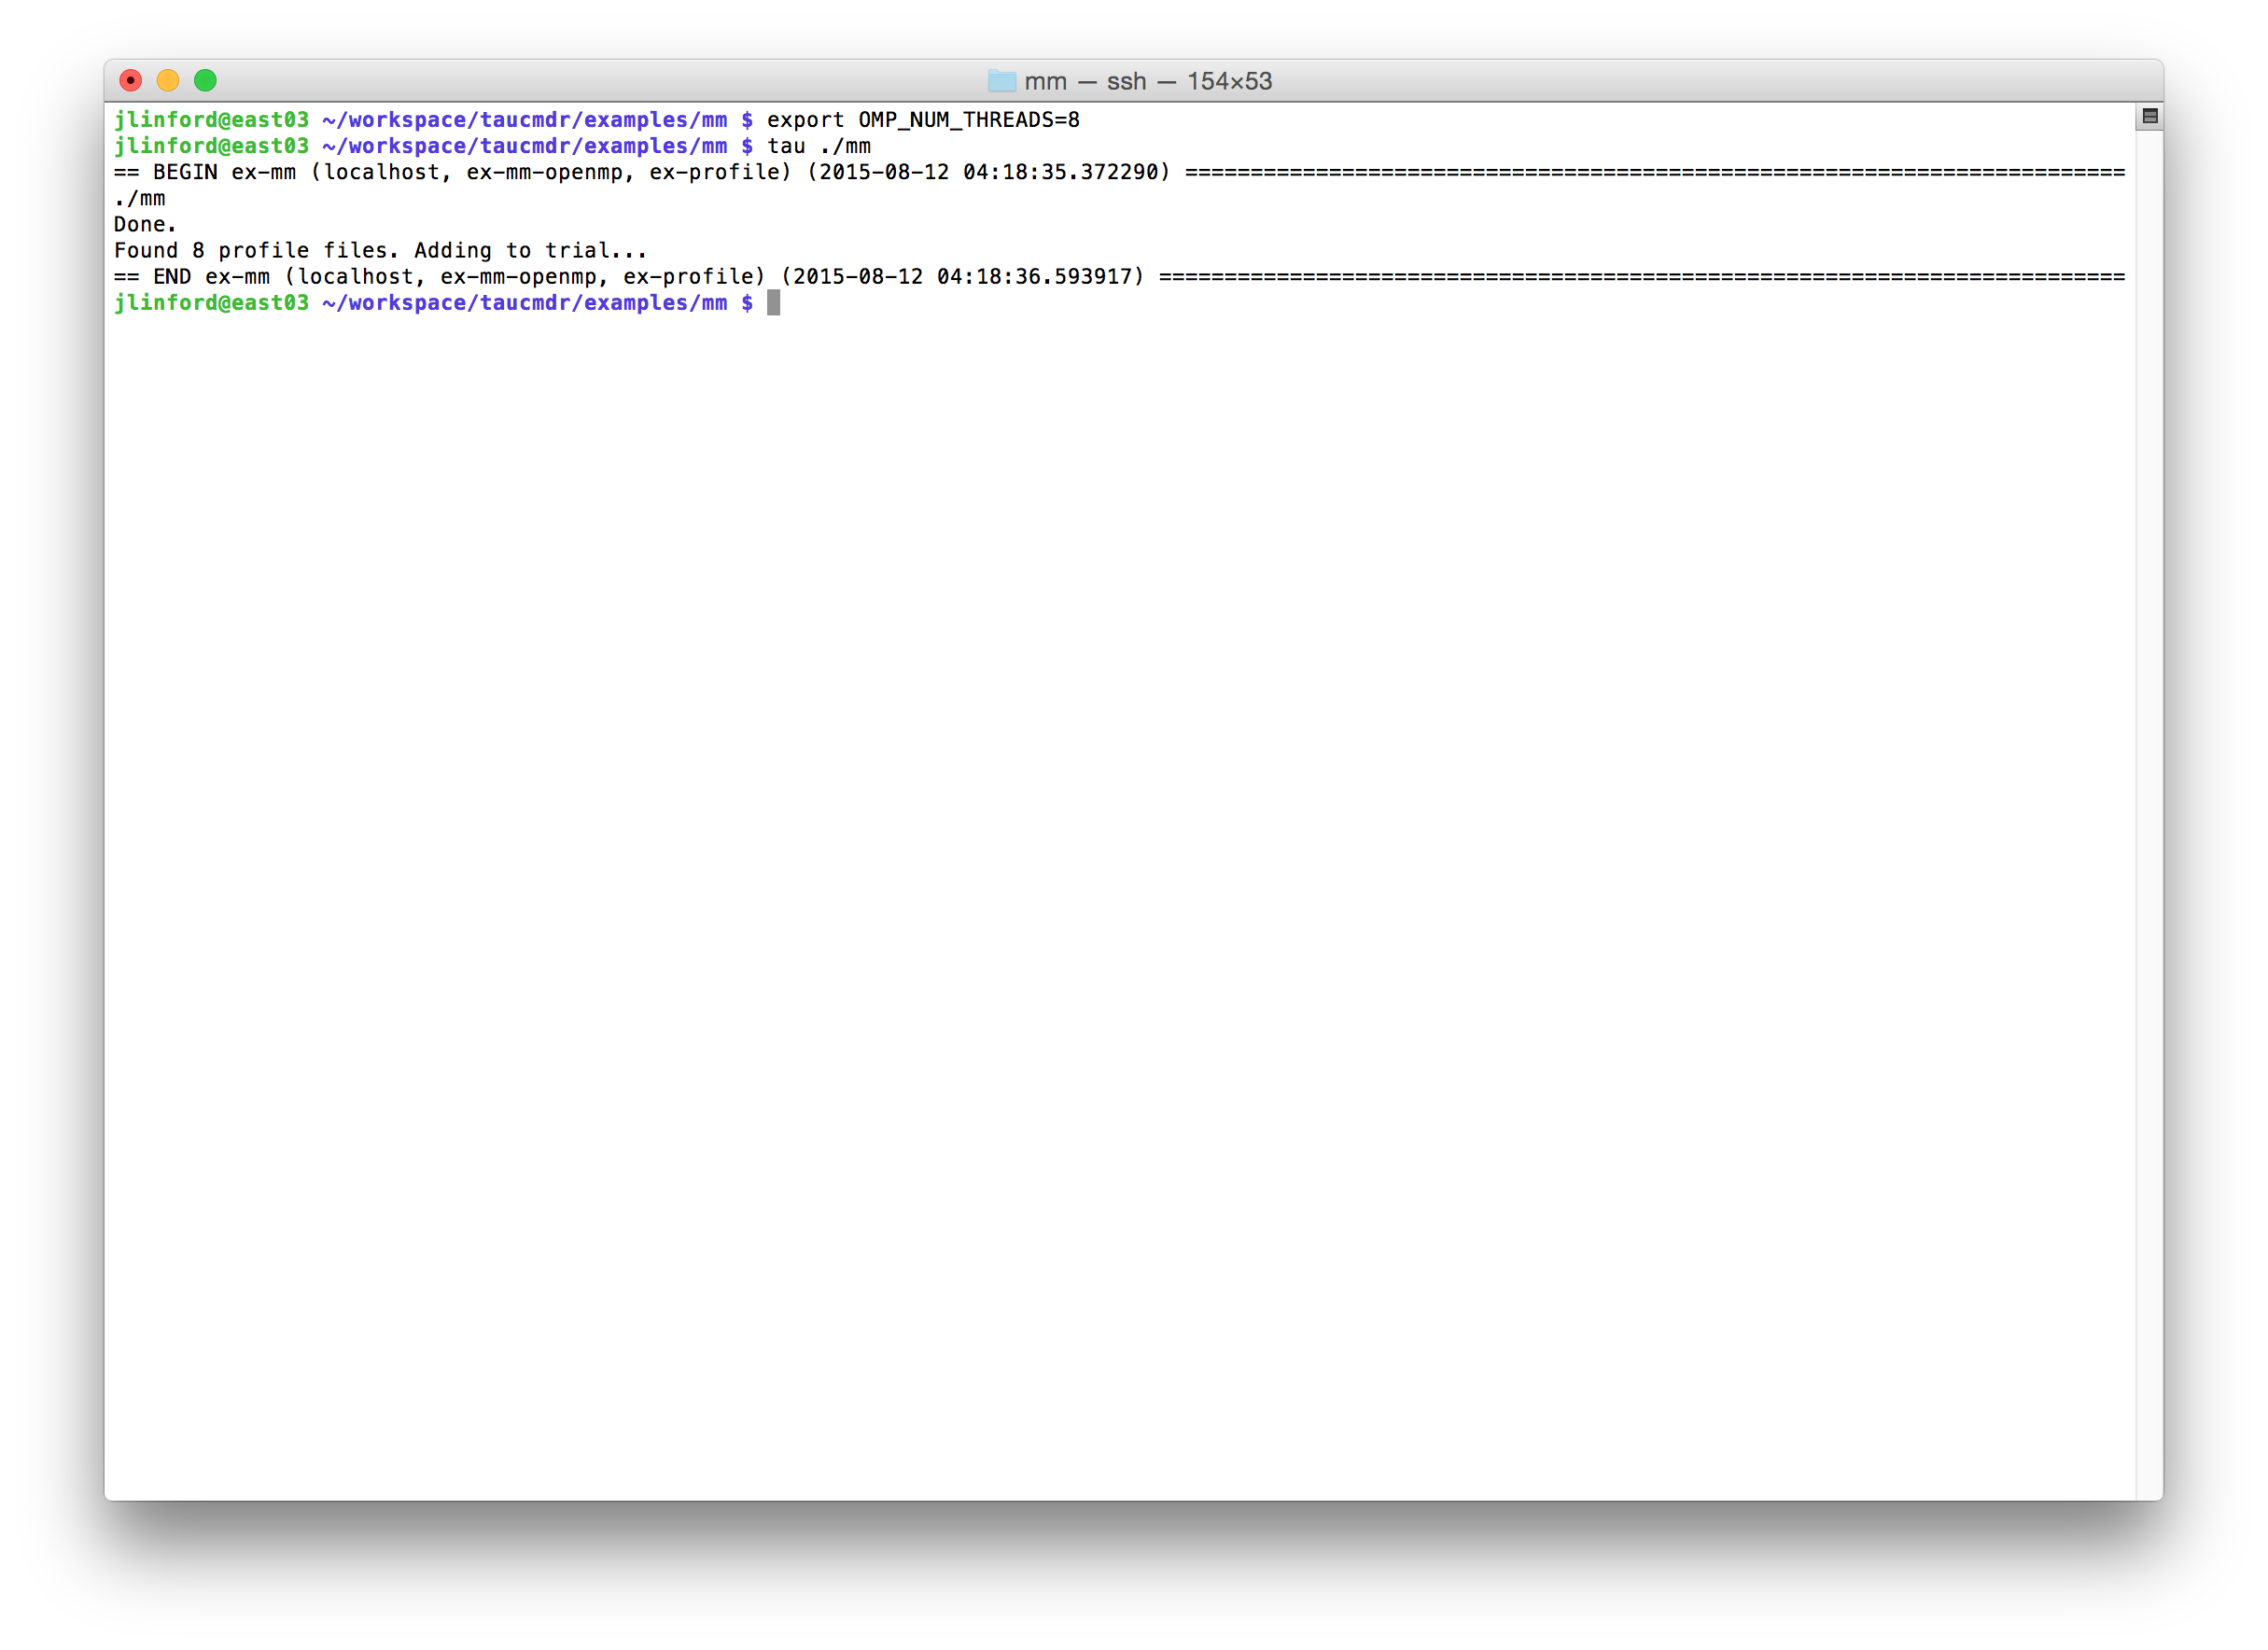 mm — ssh — 154×53
jlinford@east03 ~/workspace/taucmdr/examples/mm $ export OMP_NUM_THREADS=8
jlinford@east03 ~/workspace/taucmdr/examples/mm $ tau ./mm
== BEGIN ex-mm (localhost, ex-mm-openmp, ex-profile) (2015-08-12 04:18:35.372290) ========================================================================
./mm
Done.
Found 8 profile files. Adding to trial...
== END ex-mm (localhost, ex-mm-openmp, ex-profile) (2015-08-12 04:18:36.593917) ==========================================================================
jlinford@east03 ~/workspace/taucmdr/examples/mm $